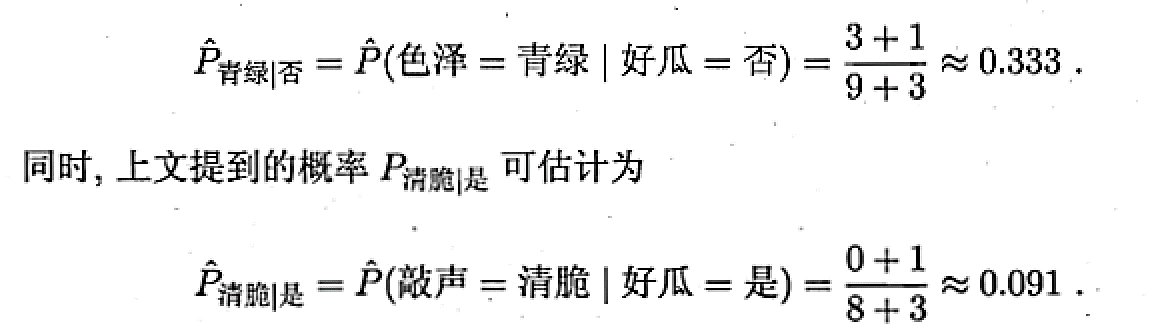 P̂青绿|否 = P̂(色泽 = 青绿 | 好瓜 = 否) = \frac{3+1}{9+3} ≈ 0.333 .
同时, 上文提到的概率 P清脆|是 可估计为
P̂清脆|是 = P̂(敲声 = 清脆 | 好瓜 = 是) = \frac{0+1}{8+3} ≈ 0.091 .